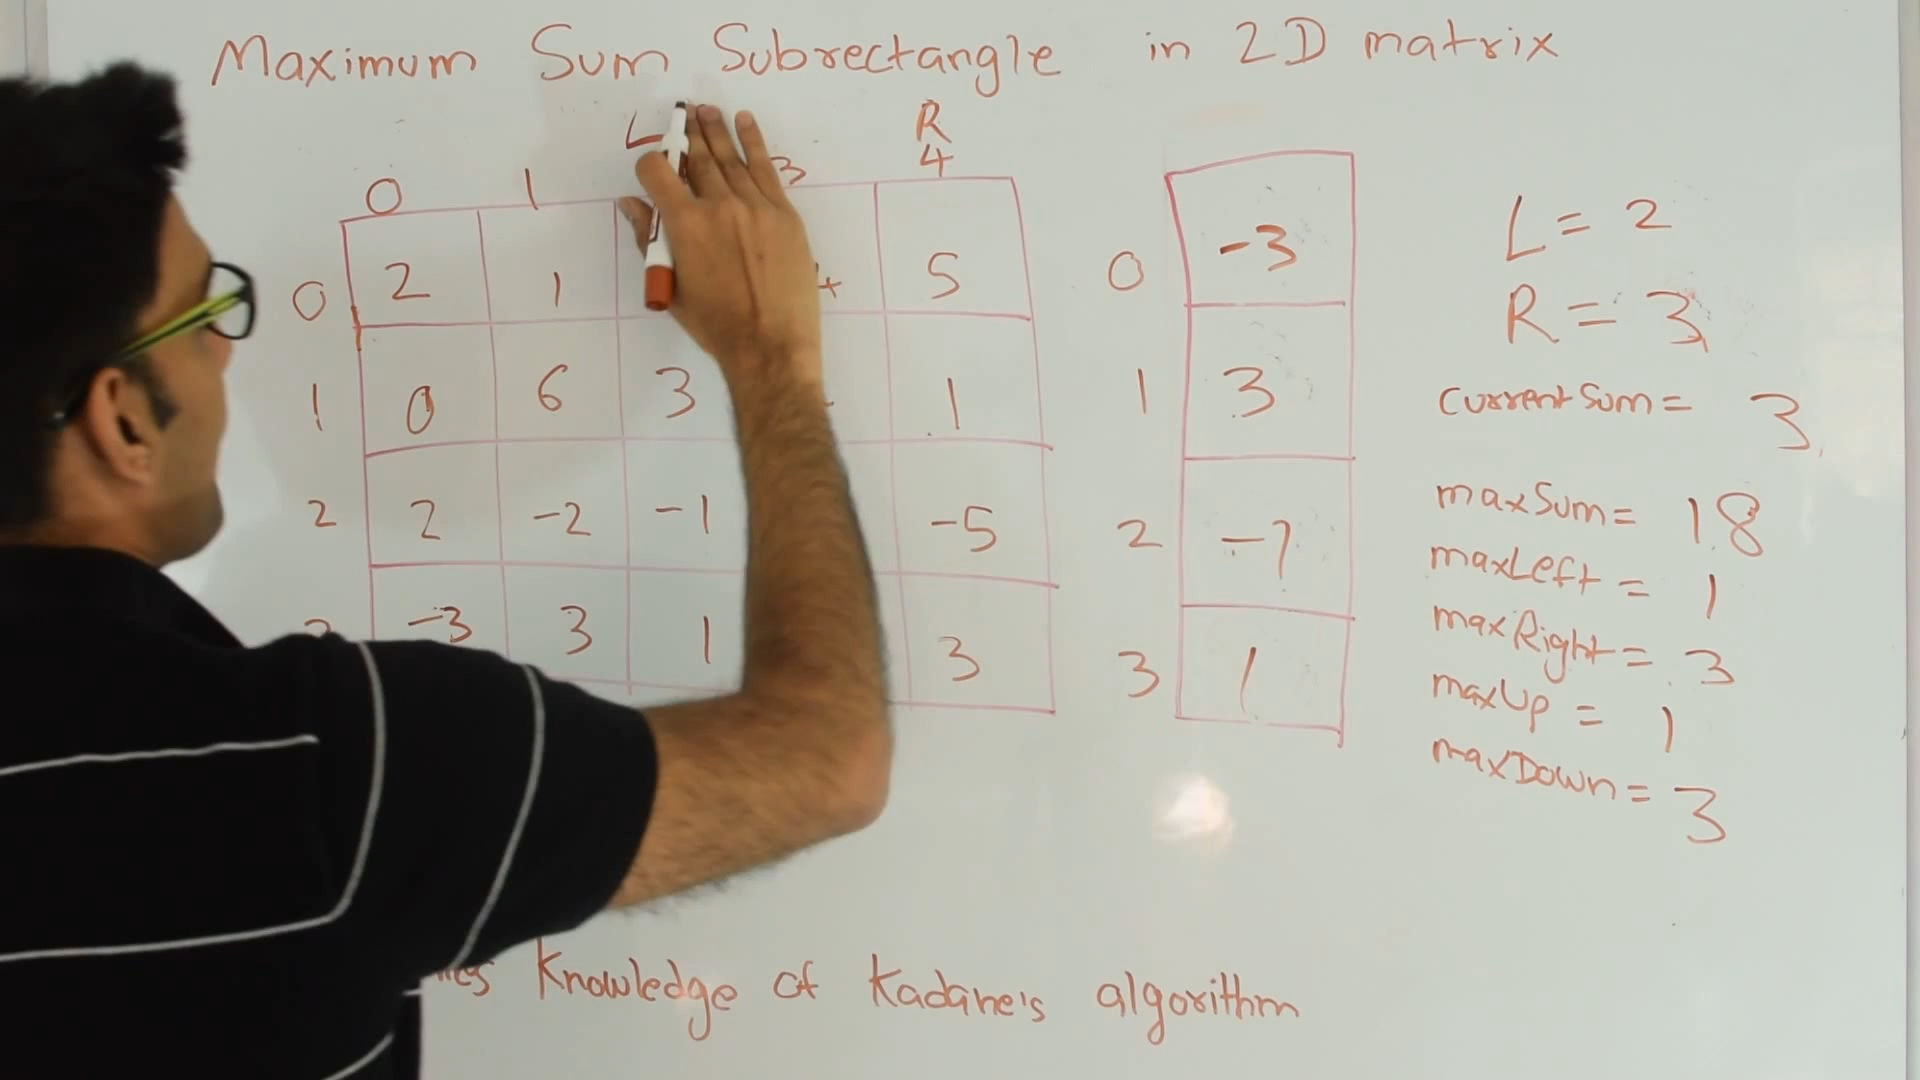 Maximum Sum Subrectangle in 2D matrix
L R
0 1 3 4
0 2 1 5
1 0 6 3 1
2 2 -2 -1 -5
-3 3 1 3
0 -3
1 3
2 -7
3 1
L = 2
R = 3
currentSum = 3
maxSum = 18
maxLeft = 1
maxRight = 3
maxUp = 1
maxDown = 3
Knowledge of Kadane's algorithm